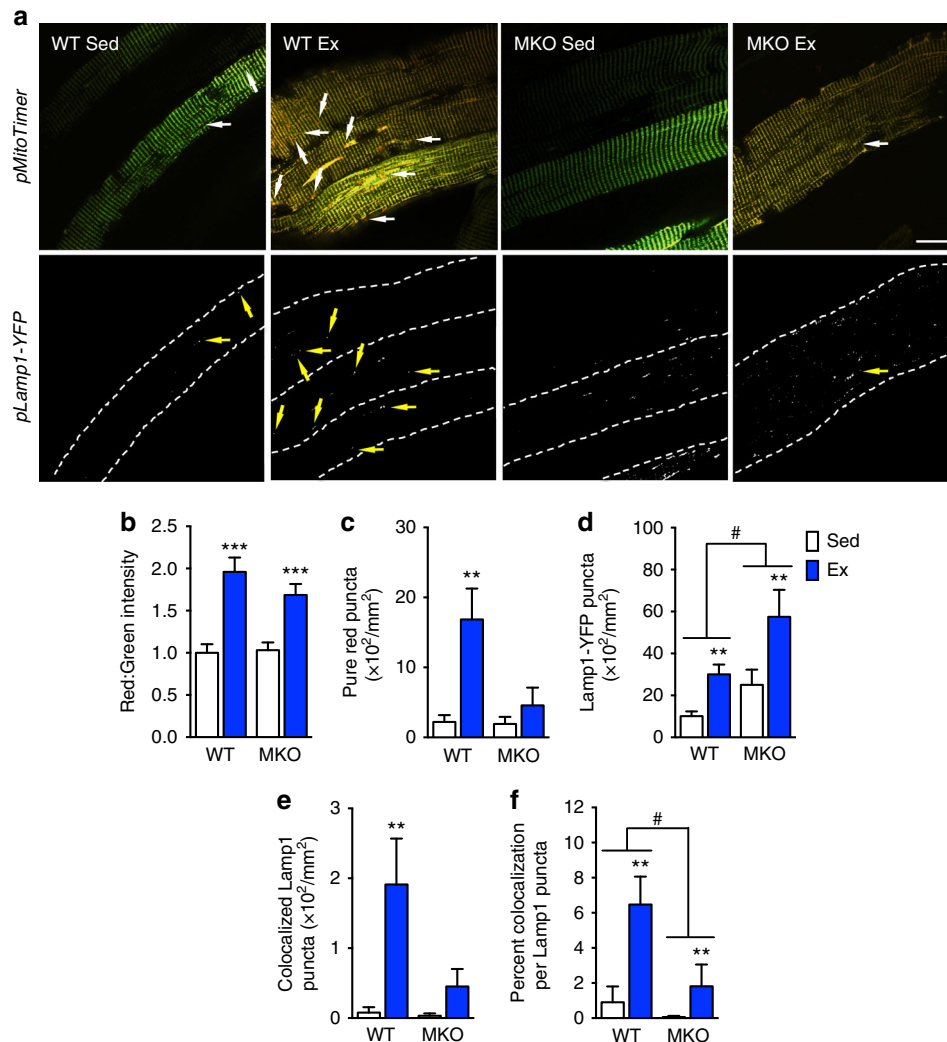 a
WT Sed
WT Ex
MKO Sed
MKO Ex
pMitoTimer
pLamp1-YFP
b
Red:Green intensity
2.5
2.0
1.5
1.0
0.5
0.0
***
***
WT
MKO
c
Pure red puncta
(×10²/mm²)
30
20
10
0
**
WT
MKO
d
Lamp1-YFP puncta
(×10²/mm²)
100
80
60
40
20
0
#
**
**
WT
MKO
Sed
Ex
e
Colocalized Lamp1
puncta (×10²/mm²)
3
2
1
0
**
WT
MKO
f
Percent colocalization
per Lamp1 puncta
12
10
8
6
4
2
0
#
**
**
WT
MKO